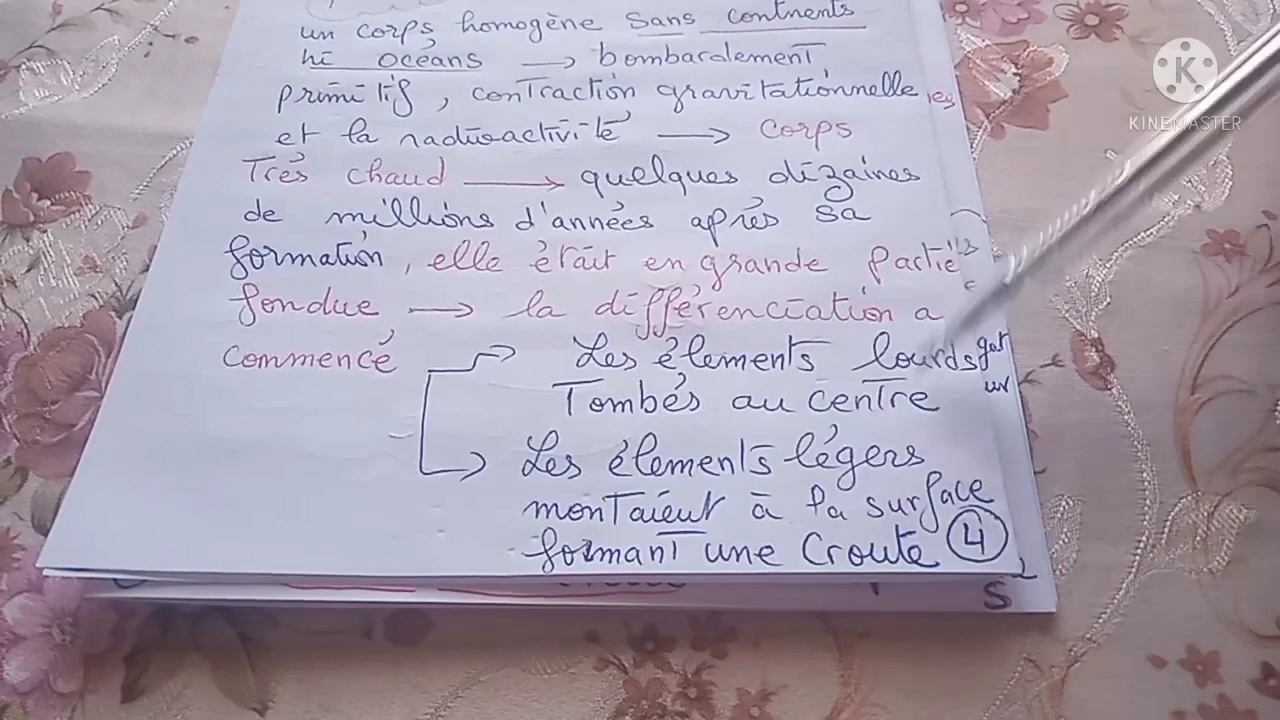 un corps homogène sans continents
ni océans → bombardement
primitif, contraction gravitationnelle
et la radioactivité → corps
Très chaud → quelques dizaines
de millions d'années après sa
formation, elle était en grande partie
fondue → la différenciation a
commencé
Les élements lourds
Tombés au centre
Les élements légers
montaient à la surface
formant une Croute ④
KINEMASTER